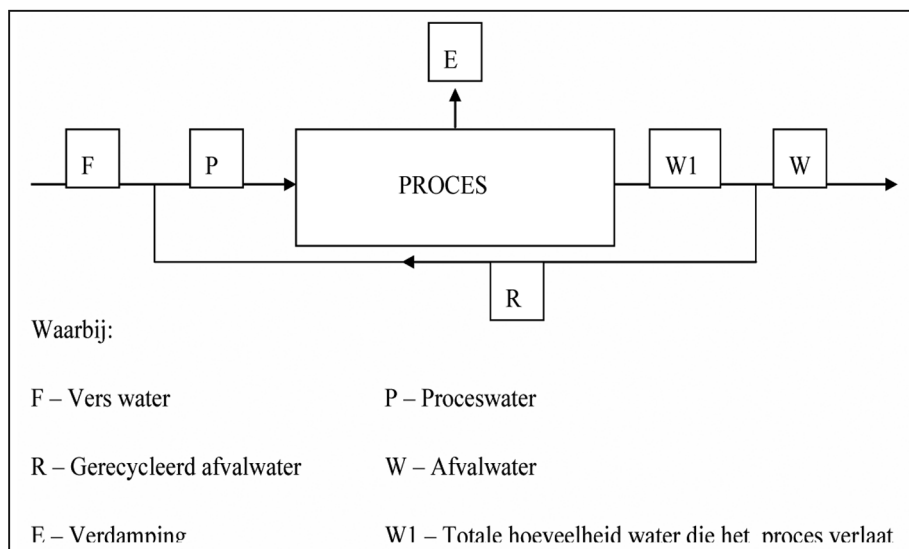 E
F
P
PROCES
W1
W
R
Waarbij:
F – Vers water
P – Proceswater
R – Gerecycleerd afvalwater
W – Afvalwater
E – Verdamping
W1 – Totale hoeveelheid water die het proces verlaat